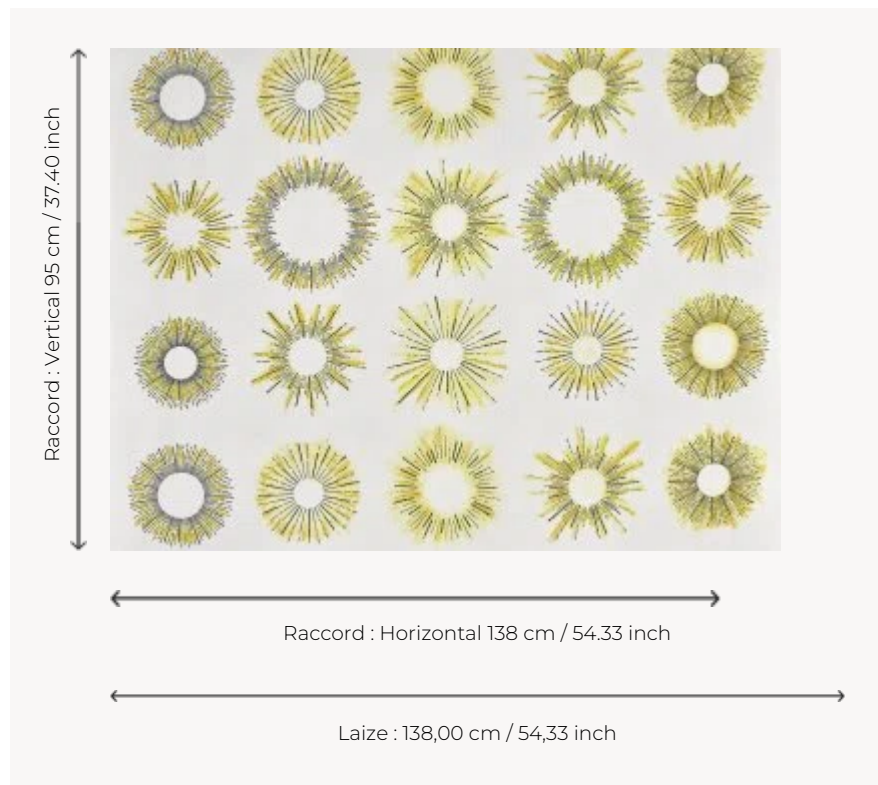 Raccord : Vertical 95 cm / 37.40 inch
Raccord : Horizontal 138 cm / 54.33 inch
Laize : 138,00 cm / 54,33 inch